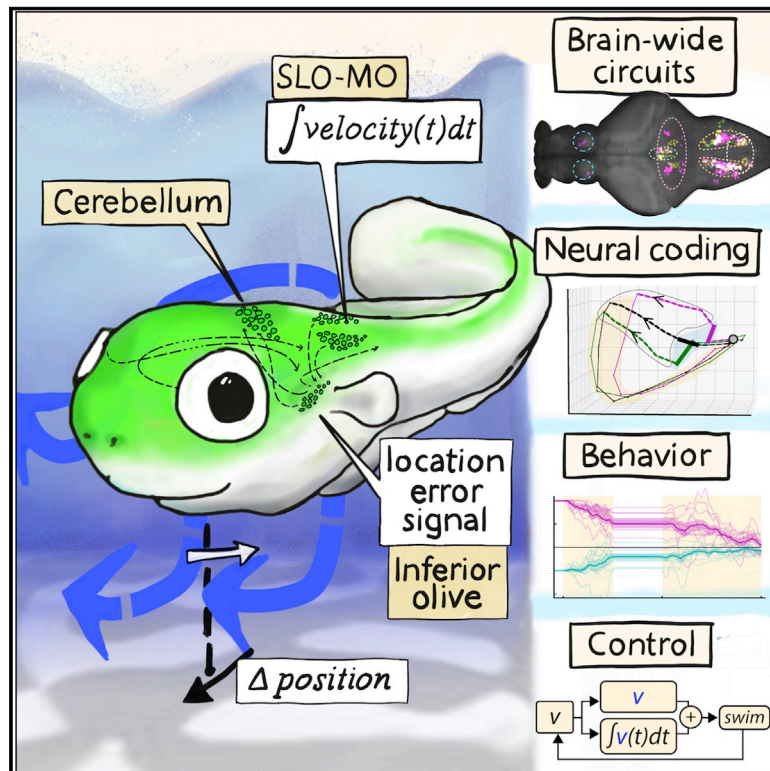 SLO-MO
∫velocity(t)dt
Cerebellum
location
error
signal
Inferior
olive
Δ position
Brain-wide
circuits
Neural coding
Behavior
Control
v
v
∫v(t)dt
+
swim